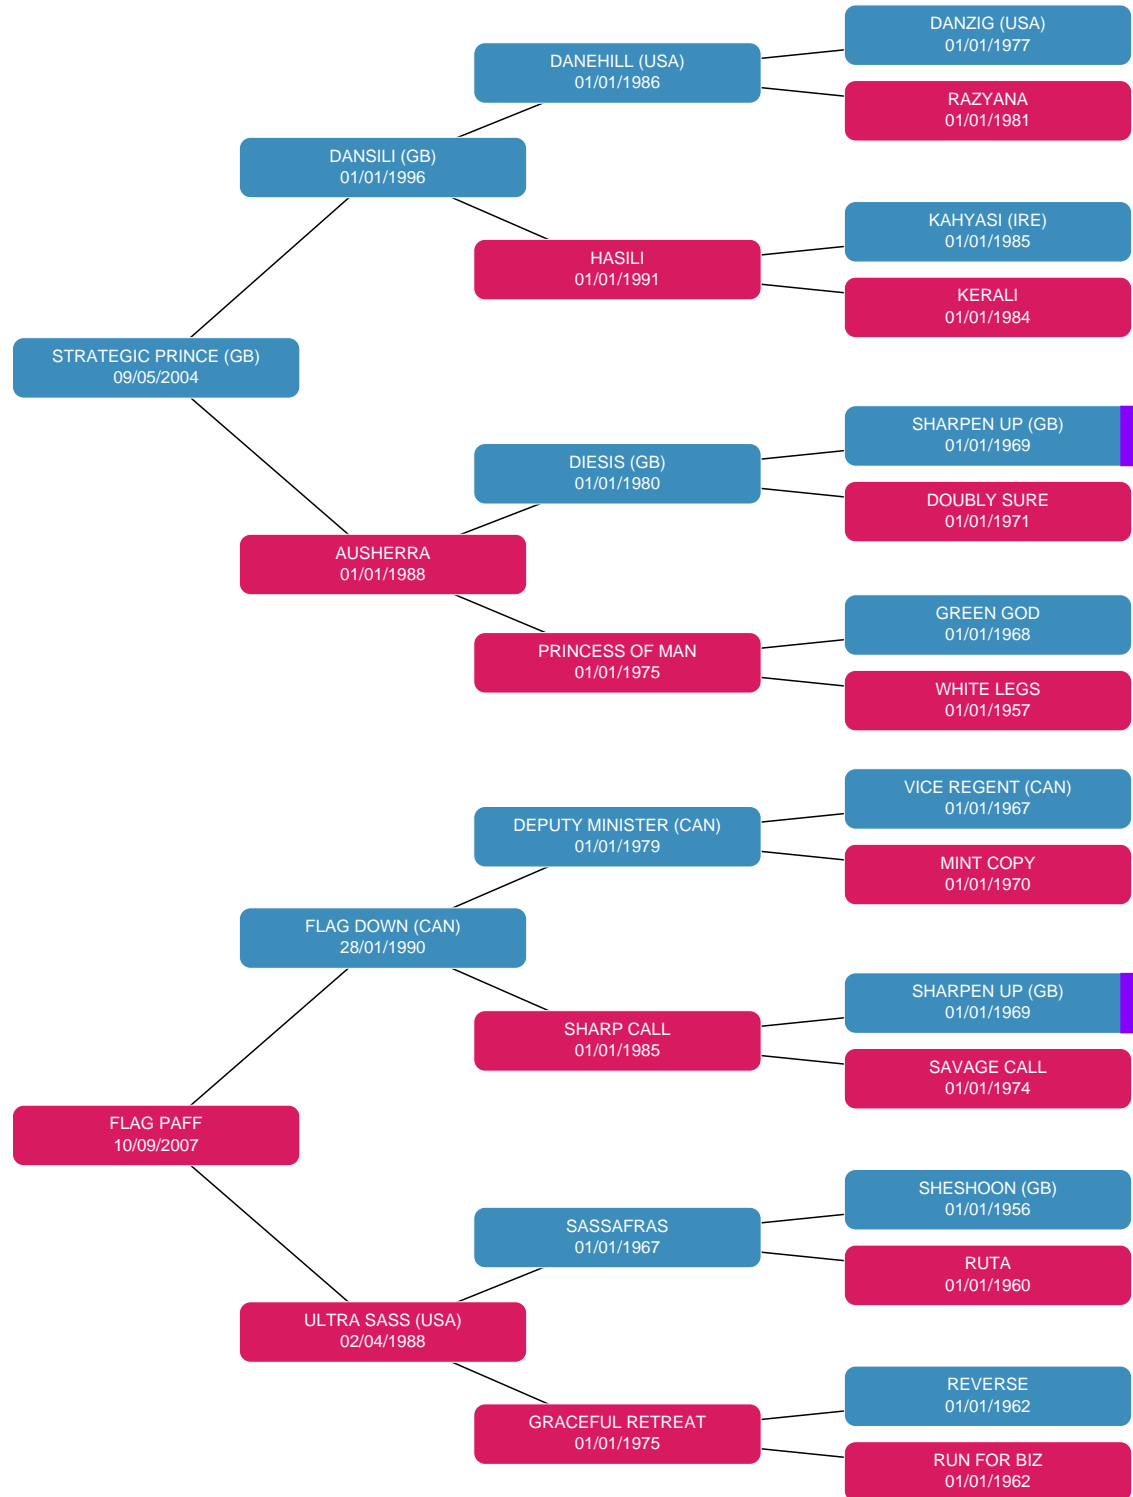 DANZIG (USA)
01/01/1977
DANEHILL (USA)
01/01/1986
RAZYANA
01/01/1981
DANSILI (GB)
01/01/1996
KAHYASI (IRE)
01/01/1985
HASILI
01/01/1991
KERALI
01/01/1984
STRATEGIC PRINCE (GB)
09/05/2004
SHARPEN UP (GB)
01/01/1969
DIESIS (GB)
01/01/1980
DOUBLY SURE
01/01/1971
AUSHERRA
01/01/1988
GREEN GOD
01/01/1968
PRINCESS OF MAN
01/01/1975
WHITE LEGS
01/01/1957
VICE REGENT (CAN)
01/01/1967
DEPUTY MINISTER (CAN)
01/01/1979
MINT COPY
01/01/1970
FLAG DOWN (CAN)
28/01/1990
SHARPEN UP (GB)
01/01/1969
SHARP CALL
01/01/1985
SAVAGE CALL
01/01/1974
FLAG PAFF
10/09/2007
SHESHOON (GB)
01/01/1956
SASSAFRAS
01/01/1967
RUTA
01/01/1960
ULTRA SASS (USA)
02/04/1988
REVERSE
01/01/1962
GRACEFUL RETREAT
01/01/1975
RUN FOR BIZ
01/01/1962